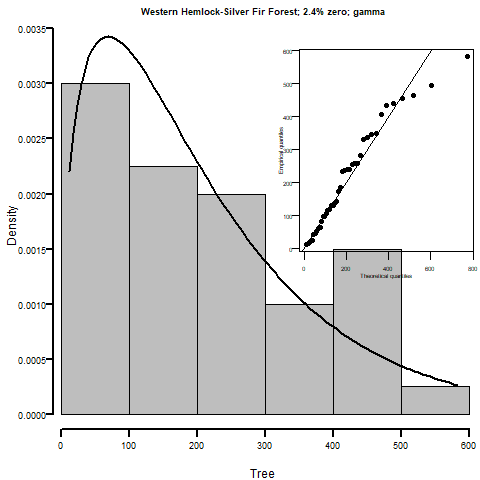 Western Hemlock-Silver Fir Forest; 2.4% zero; gamma
0.0035
0.0030
0.0025
0.0020
0.0015
0.0010
0.0005
0.0000
Density
0 100 200 300 400 500 600
Tree
600
500
400
300
200
100
0
Empirical quantiles
0 200 400 600 800
Theoretical quantiles